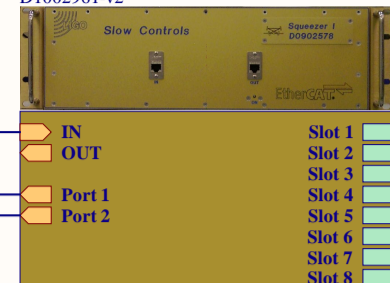 Slow Controls
Squeezer I
D0902578
EtherCAT
IN
OUT
Port 1
Port 2
Slot 1
Slot 2
Slot 3
Slot 4
Slot 5
Slot 6
Slot 7
Slot 8